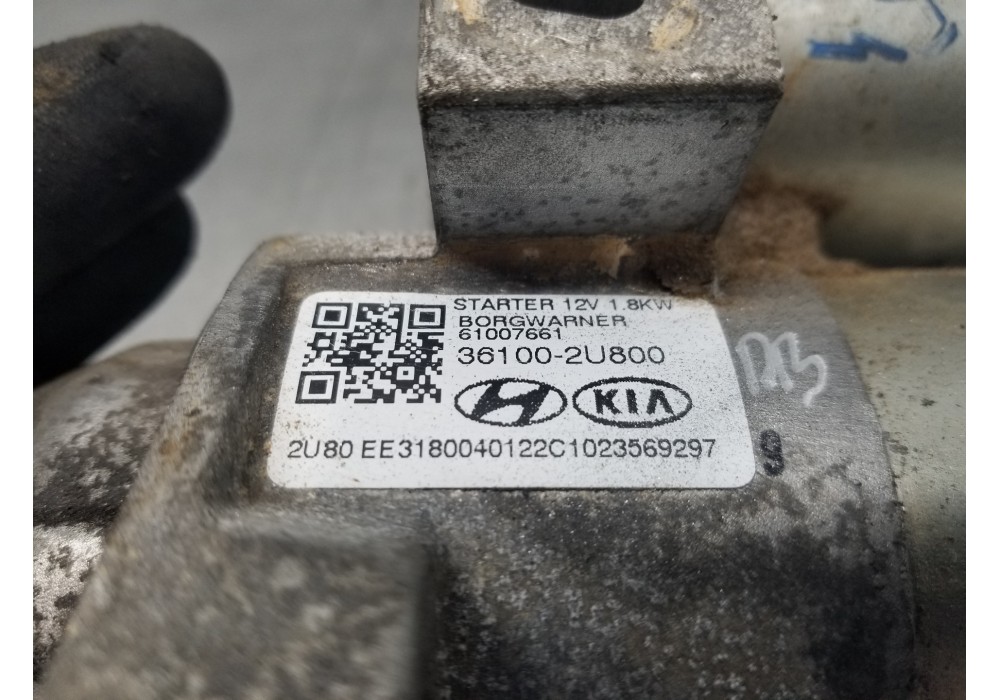 STARTER 12V 1.8KW
BORGWARNER
61007661
36100-2U800
KIA
2U80 EE3180040122C1023569297
9